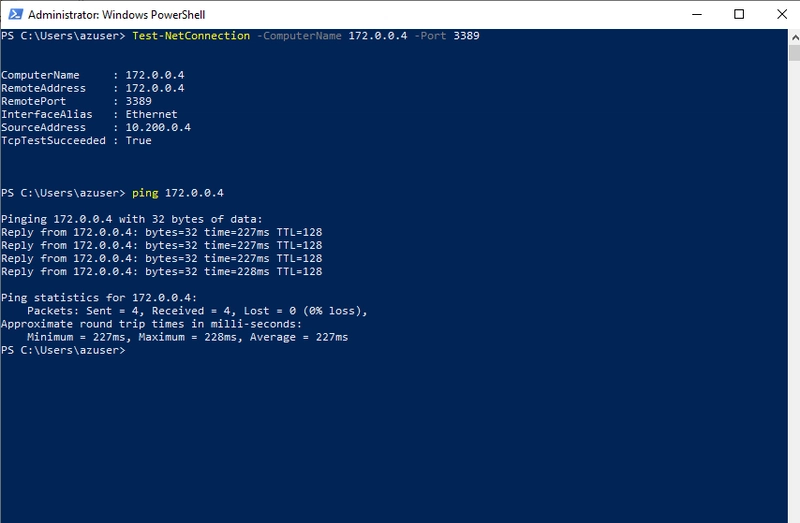 Administrator: Windows PowerShell
PS C:\Users\azuser> Test-NetConnection -ComputerName 172.0.0.4 -Port 3389
ComputerName     : 172.0.0.4
RemoteAddress    : 172.0.0.4
RemotePort       : 3389
InterfaceAlias   : Ethernet
SourceAddress    : 10.200.0.4
TcpTestSucceeded : True
PS C:\Users\azuser> ping 172.0.0.4
Pinging 172.0.0.4 with 32 bytes of data:
Reply from 172.0.0.4: bytes=32 time=227ms TTL=128
Reply from 172.0.0.4: bytes=32 time=227ms TTL=128
Reply from 172.0.0.4: bytes=32 time=227ms TTL=128
Reply from 172.0.0.4: bytes=32 time=228ms TTL=128
Ping statistics for 172.0.0.4:
    Packets: Sent = 4, Received = 4, Lost = 0 (0% loss),
Approximate round trip times in milli-seconds:
    Minimum = 227ms, Maximum = 228ms, Average = 227ms
PS C:\Users\azuser>